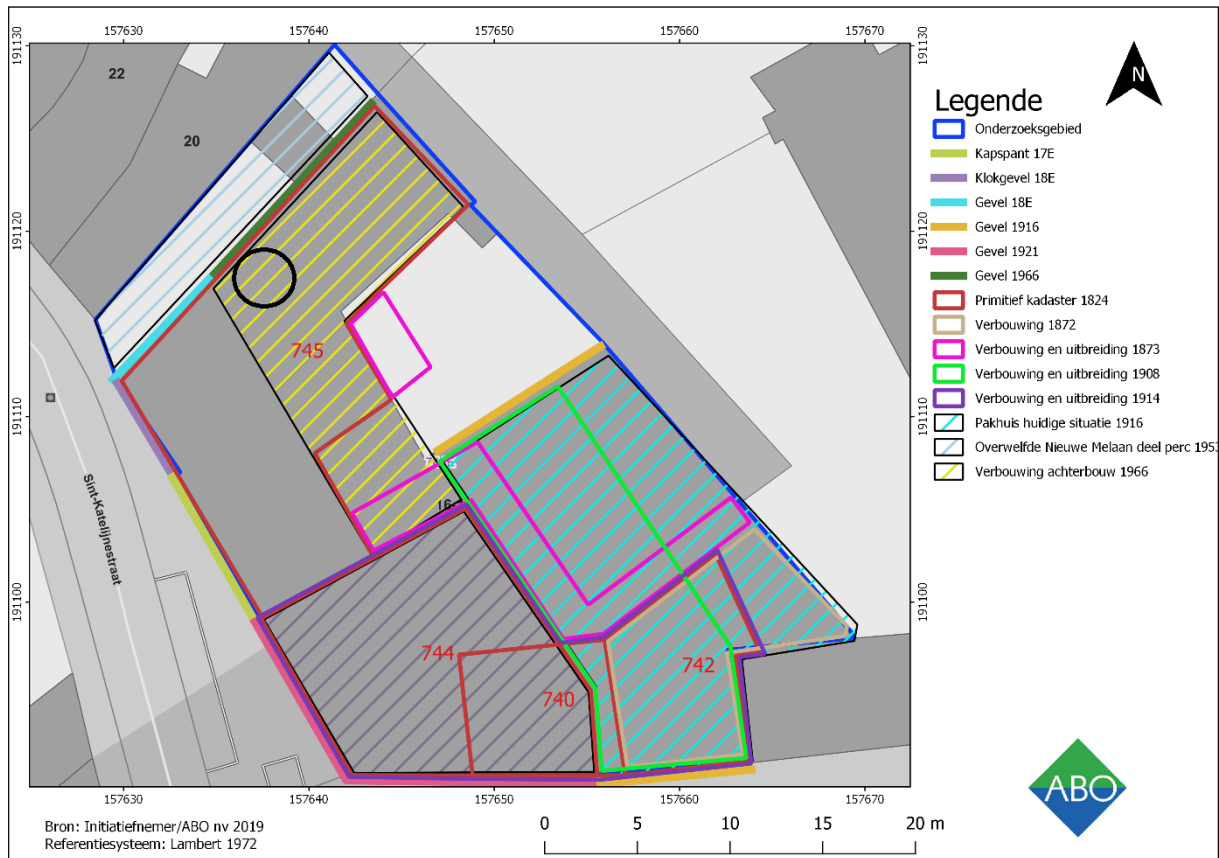 157630 157640 157650 157660 157670
191130 191130
22
20
N
Legende
Onderzoeksgebied
Kapspant 17E
Klokgevel 18E
Gevel 18E
Gevel 1916
Gevel 1921
Gevel 1966
Primitief kadaster 1824
Verbouwing 1872
Verbouwing en uitbreiding 1873
Verbouwing en uitbreiding 1908
Verbouwing en uitbreiding 1914
Pakhuis huidige situatie 1916
Overwelfde Nieuwe Melaan deel perc 195
Verbouwing achterbouw 1966
191120 191120
745
191110 191110
16
Sint-Katelijnestraat
191100 191100
744
742
740
157630 157640 157650 157660 157670
Bron: Initiatiefnemer/ABO nv 2019
Referentiesysteem: Lambert 1972
0 5 10 15 20 m
ABO